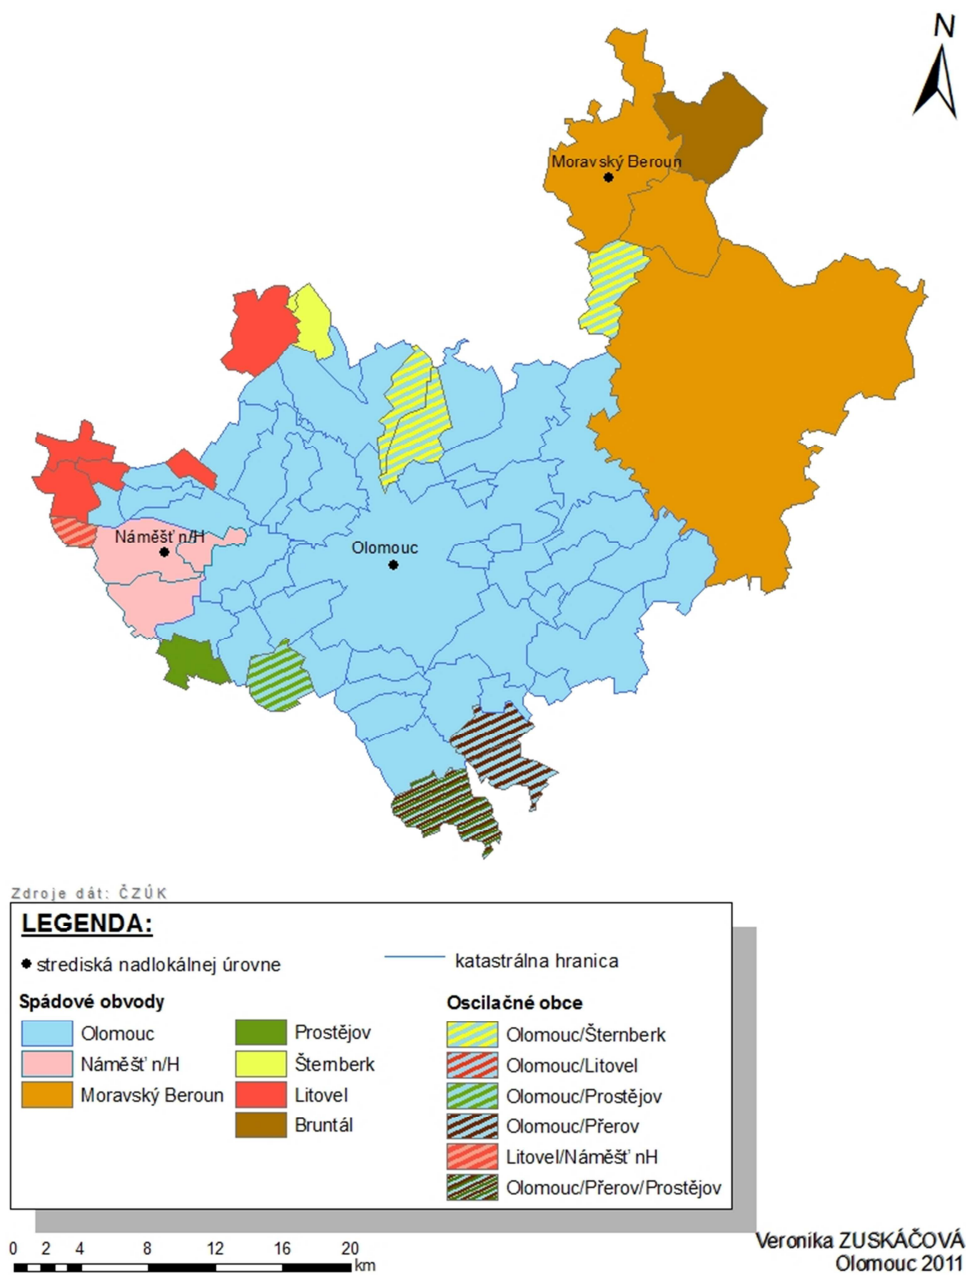 N
Moravský Beroun
Náměšť n/H
Olomouc
Zdroje dát: ČZÚK
LEGENDA:
strediská nadlokálnej úrovne
katastrálna hranica
Spádové obvody
Olomouc
Náměšť n/H
Moravský Beroun
Prostějov
Šternberk
Litovel
Bruntál
Oscilačné obce
Olomouc/Šternberk
Olomouc/Litovel
Olomouc/Prostějov
Olomouc/Přerov
Litovel/Náměšť nH
Olomouc/Přerov/Prostějov
0 2 4 8 12 16 20
km
Veronika ZUSKÁČOVÁ
Olomouc 2011